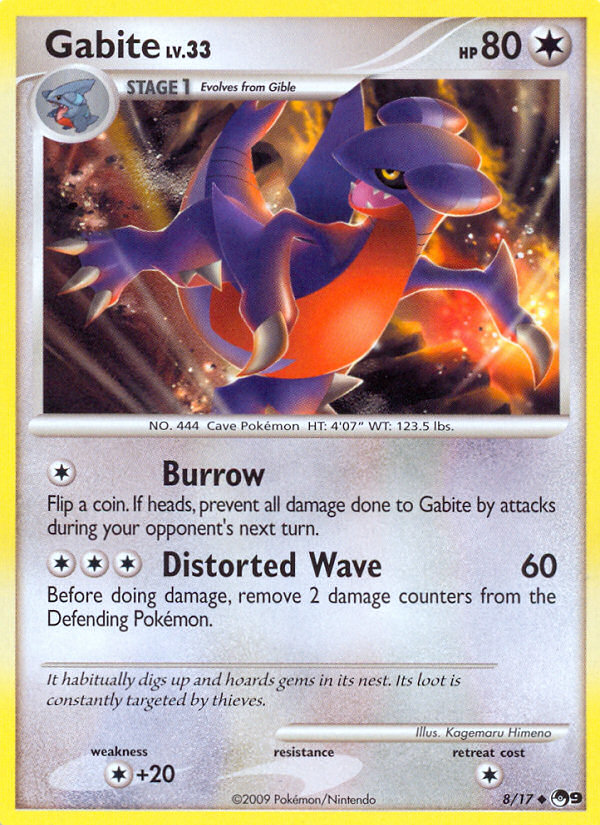 Gabite LV.33 HP 80
STAGE 1 Evolves from Gible
NO. 444 Cave Pokémon HT: 4'07" WT: 123.5 lbs.
Burrow
Flip a coin. If heads, prevent all damage done to Gabite by attacks
during your opponent's next turn.
Distorted Wave 60
Before doing damage, remove 2 damage counters from the
Defending Pokémon.
It habitually digs up and hoards gems in its nest. Its loot is
constantly targeted by thieves.
Illus. Kagemaru Himeno
weakness resistance retreat cost
+20
©2009 Pokémon/Nintendo 8/17 9